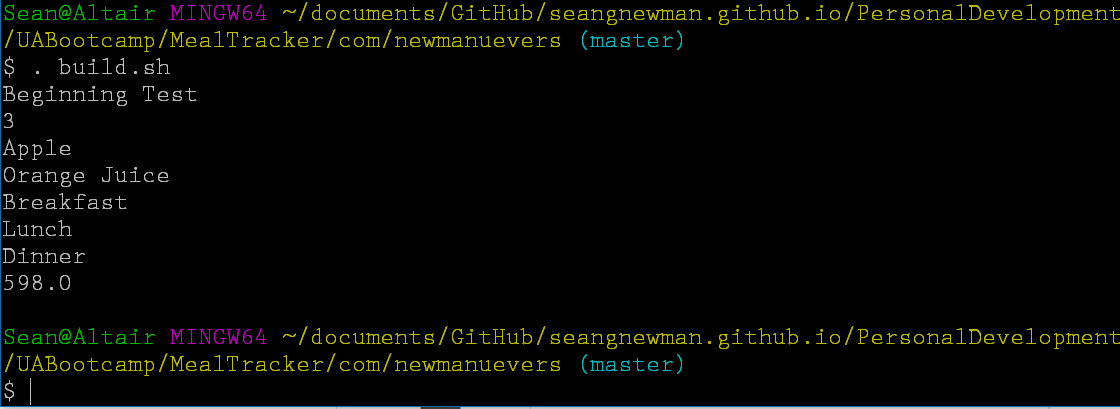 Sean@Altair MINGW64 ~/documents/GitHub/seangnewman.github.io/PersonalDevelopment
/UABootcamp/MealTracker/com/newmanuevers (master)
$ . build.sh
Beginning Test
3
Apple
Orange Juice
Breakfast
Lunch
Dinner
598.0
Sean@Altair MINGW64 ~/documents/GitHub/seangnewman.github.io/PersonalDevelopment
/UABootcamp/MealTracker/com/newmanuevers (master)
$